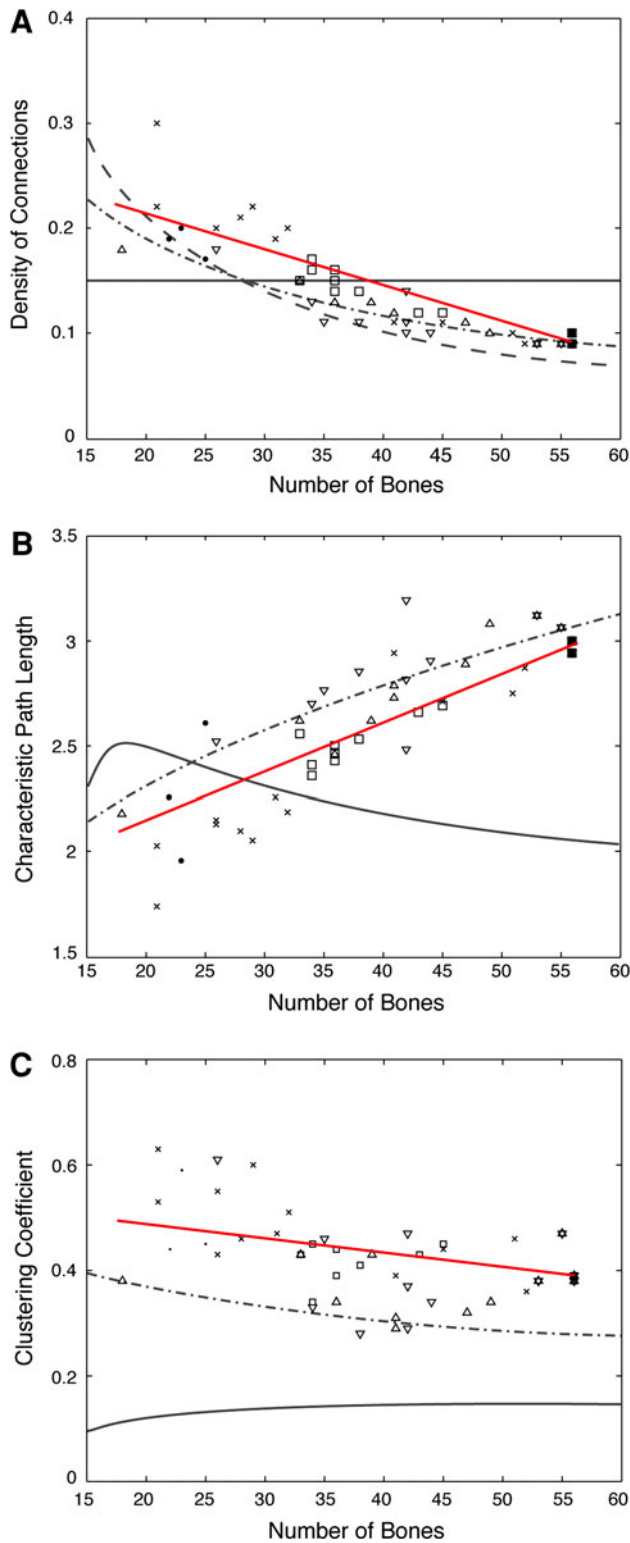 A
0.4
0.3
0.2
0.1
0
Density of Connections
15 20 25 30 35 40 45 50 55 60
Number of Bones
B
3.5
3
2.5
2
1.5
Characteristic Path Length
15 20 25 30 35 40 45 50 55 60
Number of Bones
C
0.8
0.6
0.4
0.2
0
Clustering Coefficient
15 20 25 30 35 40 45 50 55 60
Number of Bones